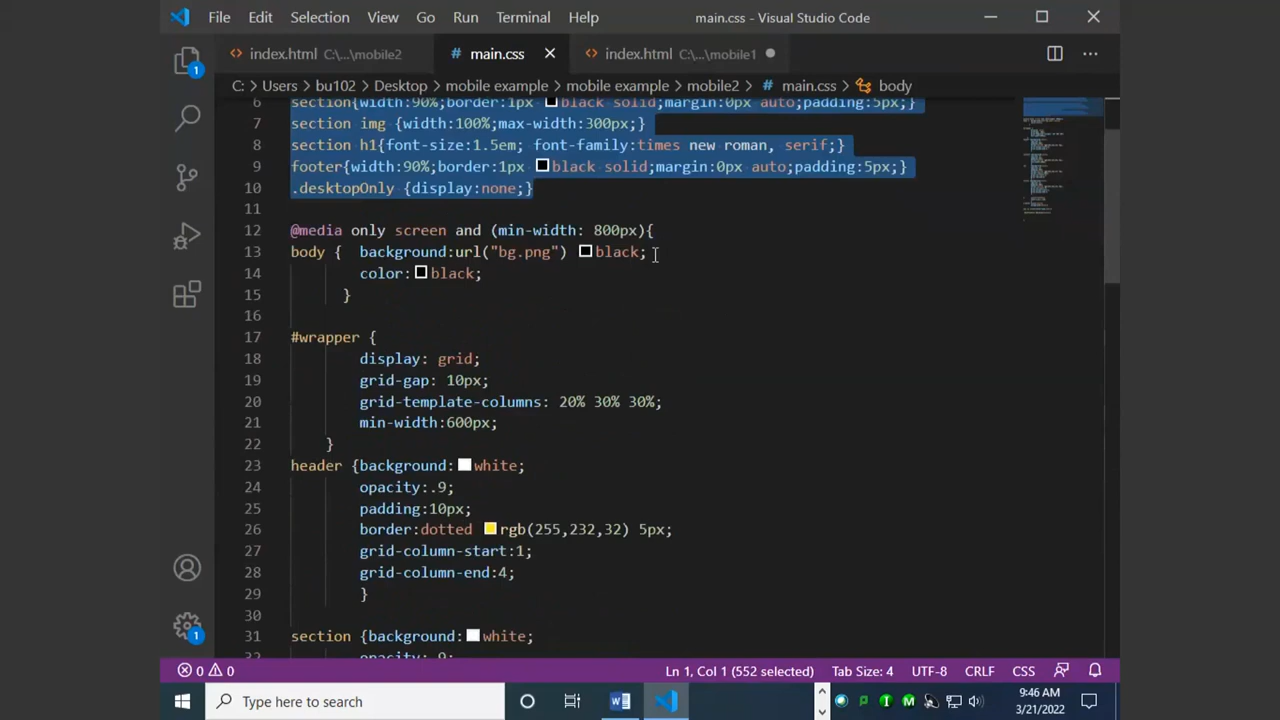 File Edit Selection View Go Run Terminal Help main.css - Visual Studio Code
index.html C:\...\mobile2 # main.css index.html C:\...\mobile1
1
C: > Users > bu102 > Desktop > mobile example > mobile example > mobile2 > # main.css > body
6 section{width:90%;border:1px black solid;margin:0px auto;padding:5px;}
7 section img {width:100%;max-width:300px;}
8 section h1{font-size:1.5em; font-family:times new roman, serif;}
9 footer{width:90%;border:1px black solid;margin:0px auto;padding:5px;}
10 .desktopOnly {display:none;}
11
12 @media only screen and (min-width: 800px){
13 body { background:url("bg.png") black;
14 color: black;
15 }
16
17 #wrapper {
18 display: grid;
19 grid-gap: 10px;
20 grid-template-columns: 20% 30% 30%;
21 min-width:600px;
22 }
23 header {background: white;
24 opacity:.9;
25 padding:10px;
26 border:dotted rgb(255,232,32) 5px;
27 grid-column-start:1;
28 grid-column-end:4;
29 }
30
31 section {background: white;
32 opacity: 9;
1
0 0 Ln 1, Col 1 (552 selected) Tab Size: 4 UTF-8 CRLF CSS
Type here to search 9:46 AM
3/21/2022